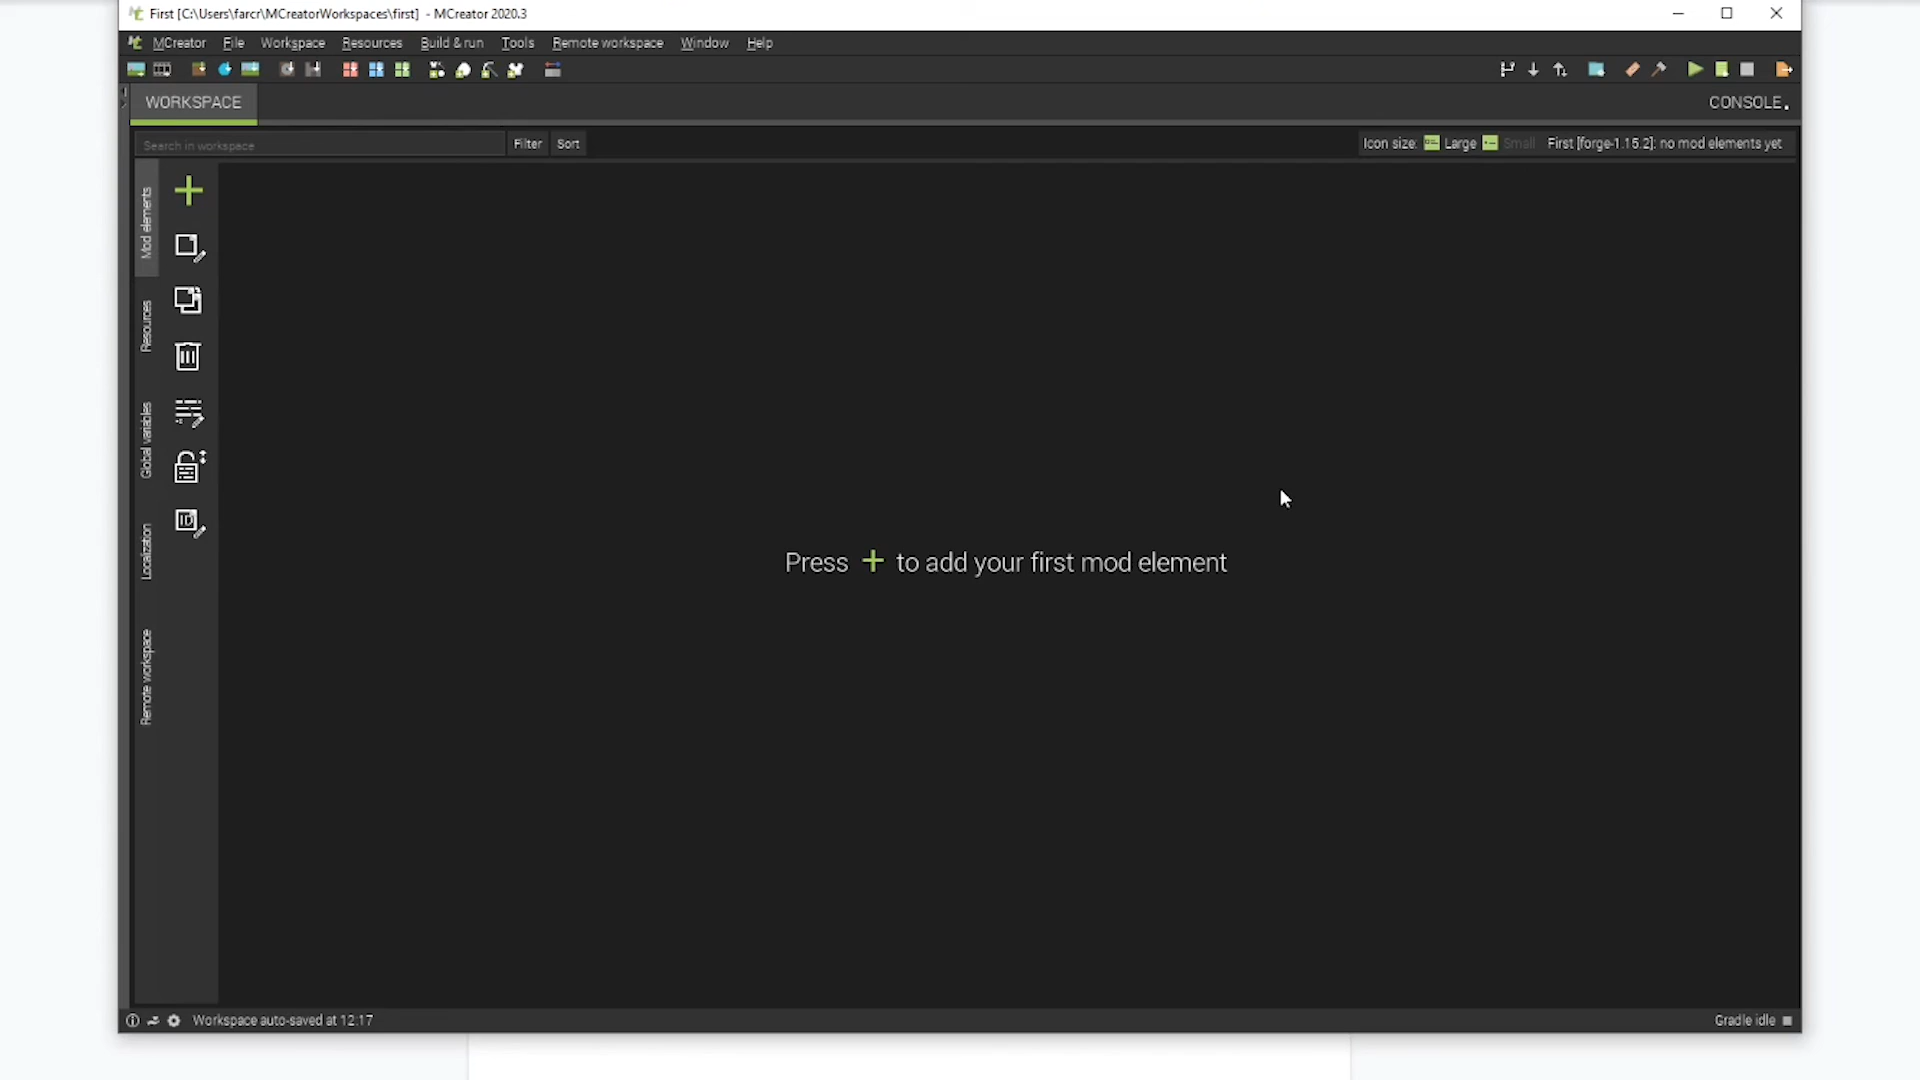 First [C:\Users\farcr\MCreatorWorkspaces\first] - MCreator 2020.3
MCreator File Workspace Resources Build & run Tools Remote workspace Window Help
WORKSPACE
CONSOLE
Search in workspace
Filter
Sort
Icon size: Large Small First [forge-1.15.2]: no mod elements yet
Mod elements
Resources
Global variables
Localization
Remote workspace
ID
Press + to add your first mod element
Workspace auto-saved at 12:17
Gradle idle